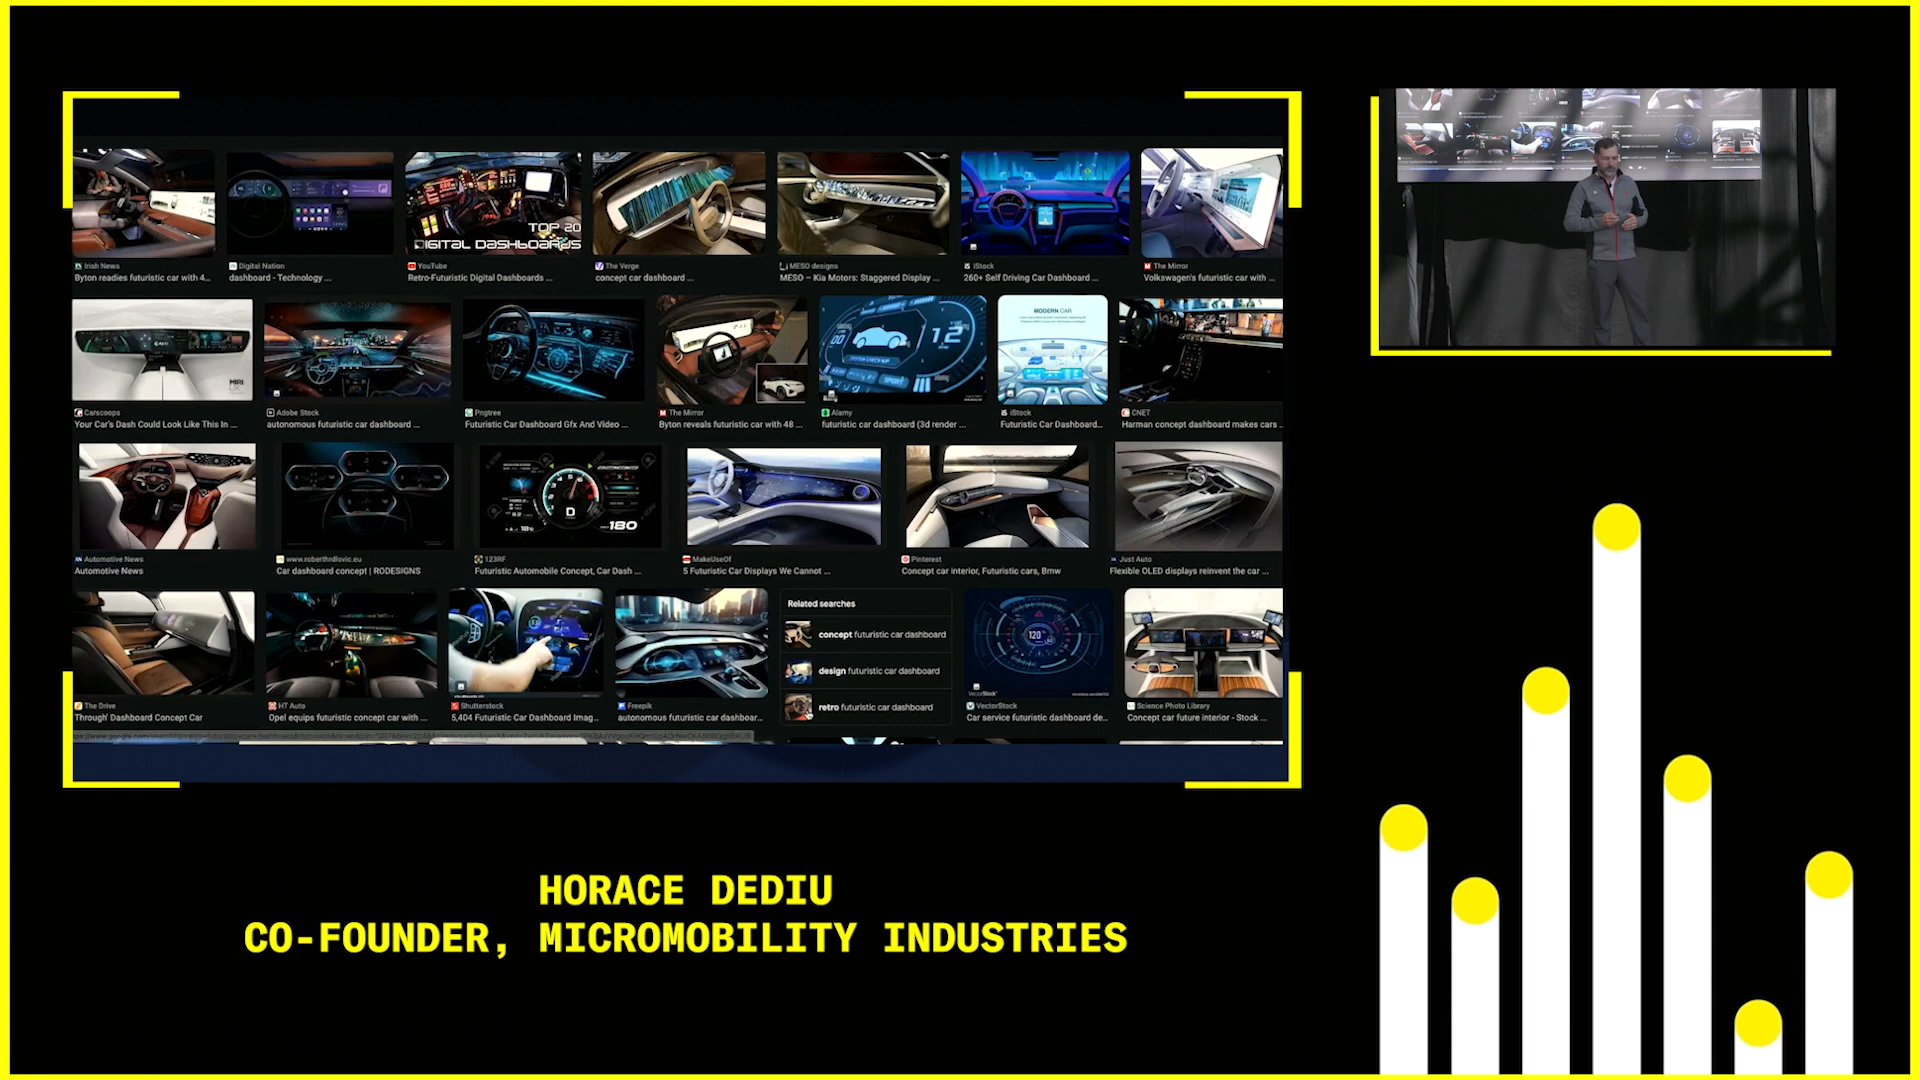 TOP 20
DIGITAL DASHBOARDS
Irish News
Byton readies futuristic car with 4...
Digital Nation
dashboard - Technology ...
YouTube
Retro-Futuristic Digital Dashboards ...
The Verge
concept car dashboard ...
MESO designs
MESO – Kia Motors: Staggered Display ...
iStock
260+ Self Driving Car Dashboard ...
The Mirror
Volkswagen's futuristic car with ...
MODERN CAR
12
SYSTEM CHECK UP
SPORT
Carscoops
Your Car's Dash Could Look Like This In ...
Adobe Stock
autonomous futuristic car dashboard ...
Pngtree
Futuristic Car Dashboard Gfx And Video ...
The Mirror
Byton reveals futuristic car with 48 ...
Alamy
futuristic car dashboard (3d render ...
iStock
Futuristic Car Dashboard...
CNET
Harman concept dashboard makes cars ...
D
180
Automotive News
Automotive News
www.roberthrdlovic.eu
Car dashboard concept | RODESIGNS
123RF
Futuristic Automobile Concept, Car Dash ...
MakeUseOf
5 Futuristic Car Displays We Cannot ...
Pinterest
Concept car interior, Futuristic cars, Bmw
Just Auto
Flexible OLED displays reinvent the car ...
Related searches
concept futuristic car dashboard
design futuristic car dashboard
retro futuristic car dashboard
120
VectorStock
The Drive
Through' Dashboard Concept Car
HT Auto
Opel equips futuristic concept car with ...
Shutterstock
5,404 Futuristic Car Dashboard Imag...
Freepik
autonomous futuristic car dashboar...
VectorStock
Car service futuristic dashboard de...
Science Photo Library
Concept car future interior - Stock ...
HORACE DEDIU
CO-FOUNDER, MICROMOBILITY INDUSTRIES